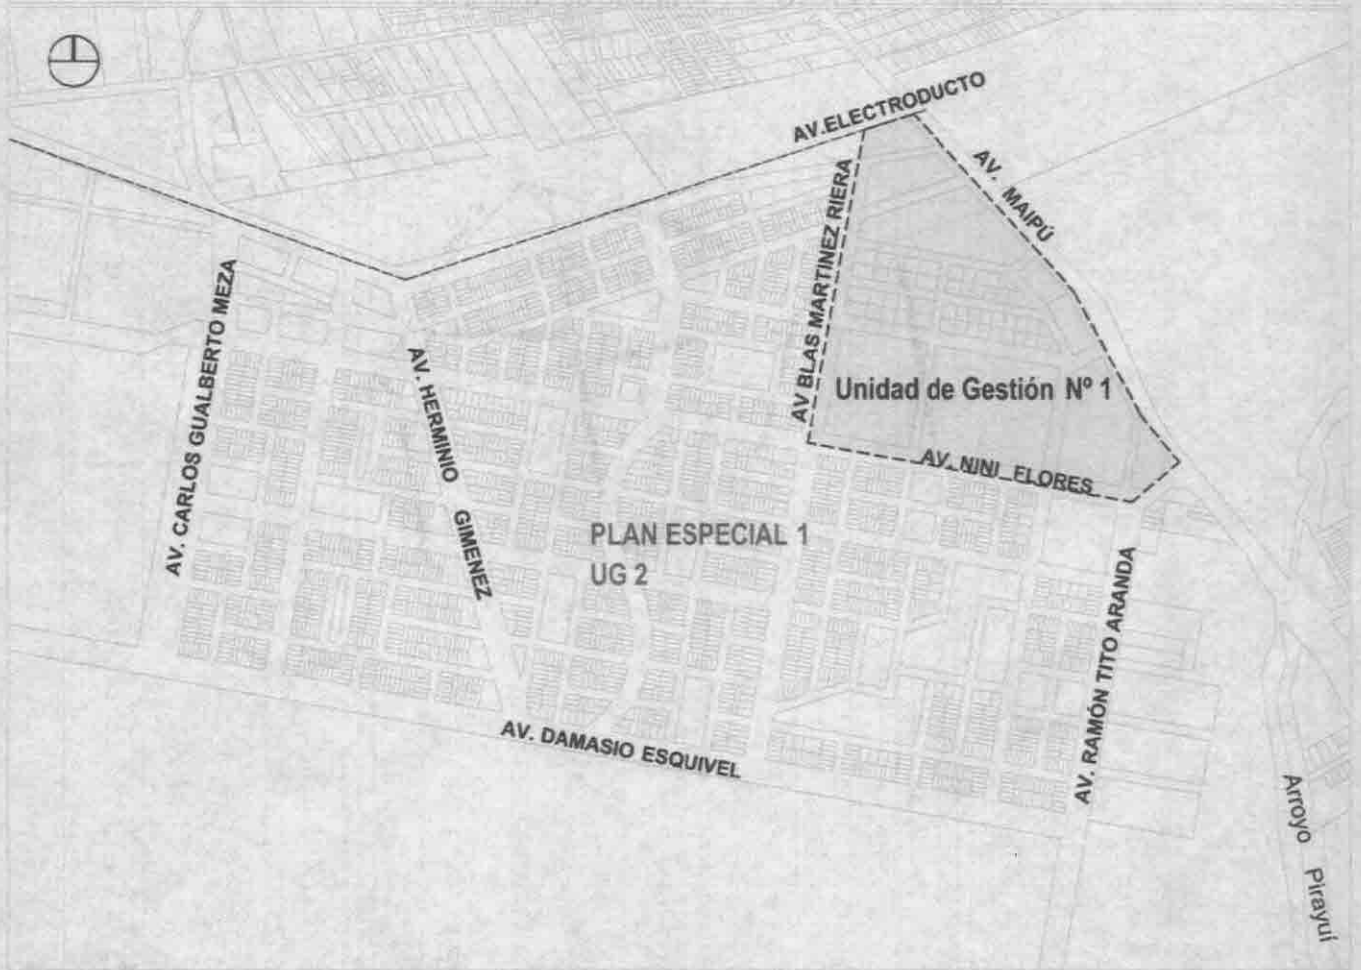 AV.ELECTRODUCTO
AV. MAIPÚ
AV BLAS MARTINEZ RIERA
AV. CARLOS GUALBERTO MEZA
AV. HERMINIO GIMENEZ
Unidad de Gestión Nº 1
AV. NINI FLORES
PLAN ESPECIAL 1
UG 2
AV. RAMÓN TITO ARANDA
AV. DAMASIO ESQUIVEL
Arroyo Pirayuí